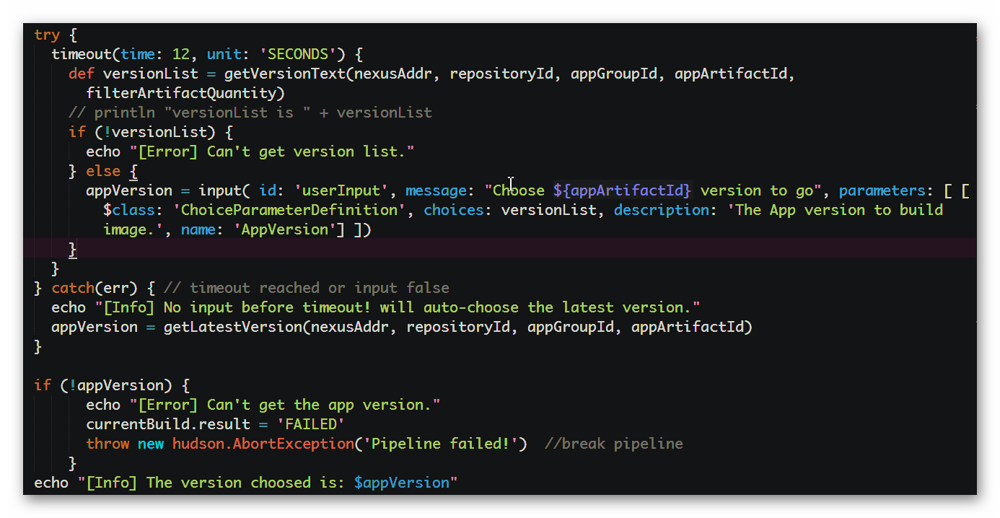 try {
  timeout(time: 12, unit: 'SECONDS') {
    def versionList = getVersionText(nexusAddr, repositoryId, appGroupId, appArtifactId,
      filterArtifactQuantity)
    // println "versionList is " + versionList
    if (!versionList) {
      echo "[Error] Can't get version list."
    } else {
      appVersion = input( id: 'userInput', message: "Choose ${appArtifactId} version to go", parameters: [ [
        $class: 'ChoiceParameterDefinition', choices: versionList, description: 'The App version to build
        image.', name: 'AppVersion'] ])
    }
  }
} catch(err) { // timeout reached or input false
  echo "[Info] No input before timeout! will auto-choose the latest version."
  appVersion = getLatestVersion(nexusAddr, repositoryId, appGroupId, appArtifactId)
}

if (!appVersion) {
      echo "[Error] Can't get the app version."
      currentBuild.result = 'FAILED'
      throw new hudson.AbortException('Pipeline failed!')  //break pipeline
    }
echo "[Info] The version choosed is: $appVersion"